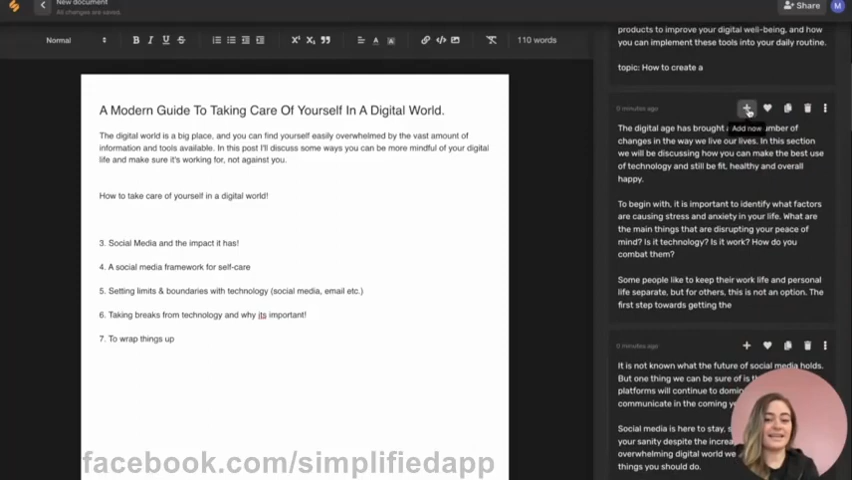 New document
All changes are saved.
Share
M
Normal
B I U S
X² X₂
110 words
A Modern Guide To Taking Care Of Yourself In A Digital World.
The digital world is a big place, and you can find yourself easily overwhelmed by the vast amount of
information and tools available. In this post I'll discuss some ways you can be more mindful of your digital
life and make sure it's working for, not against you.
How to take care of yourself in a digital world!
3. Social Media and the impact it has!
4. A social media framework for self-care
5. Setting limits & boundaries with technology (social media, email etc.)
6. Taking breaks from technology and why its important!
7. To wrap things up
facebook.com/simplifiedapp
products to improve your digital well-being, and how
you can implement these tools into your daily routine.
topic: How to create a
0 minutes ago
Add now
The digital age has brought number of
changes in the way we live our lives. In this section
we will be discussing how you can make the best use
of technology and still be fit, healthy and overall
happy.
To begin with, it is important to identify what factors
are causing stress and anxiety in your life. What are
the main things that are disrupting your peace of
mind? Is it technology? Is it work? How do you
combat them?
Some people like to keep their work life and personal
life separate, but for others, this is not an option. The
first step towards getting the
0 minutes ago
It is not known what the future of social media holds.
But one thing we can be sure of is th
platforms will continue to domi
communicate in the coming ye
Social media is here to stay, s
your sanity despite the increa
overwhelming digital world we
things you should do.